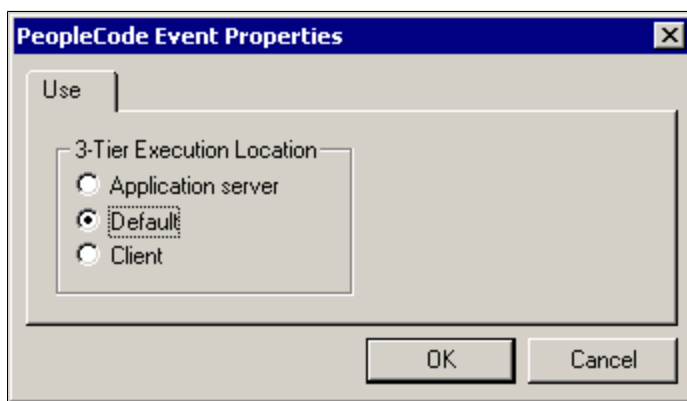 PeopleCode Event Properties
Use
3-Tier Execution Location
Application server
Default
Client
OK
Cancel